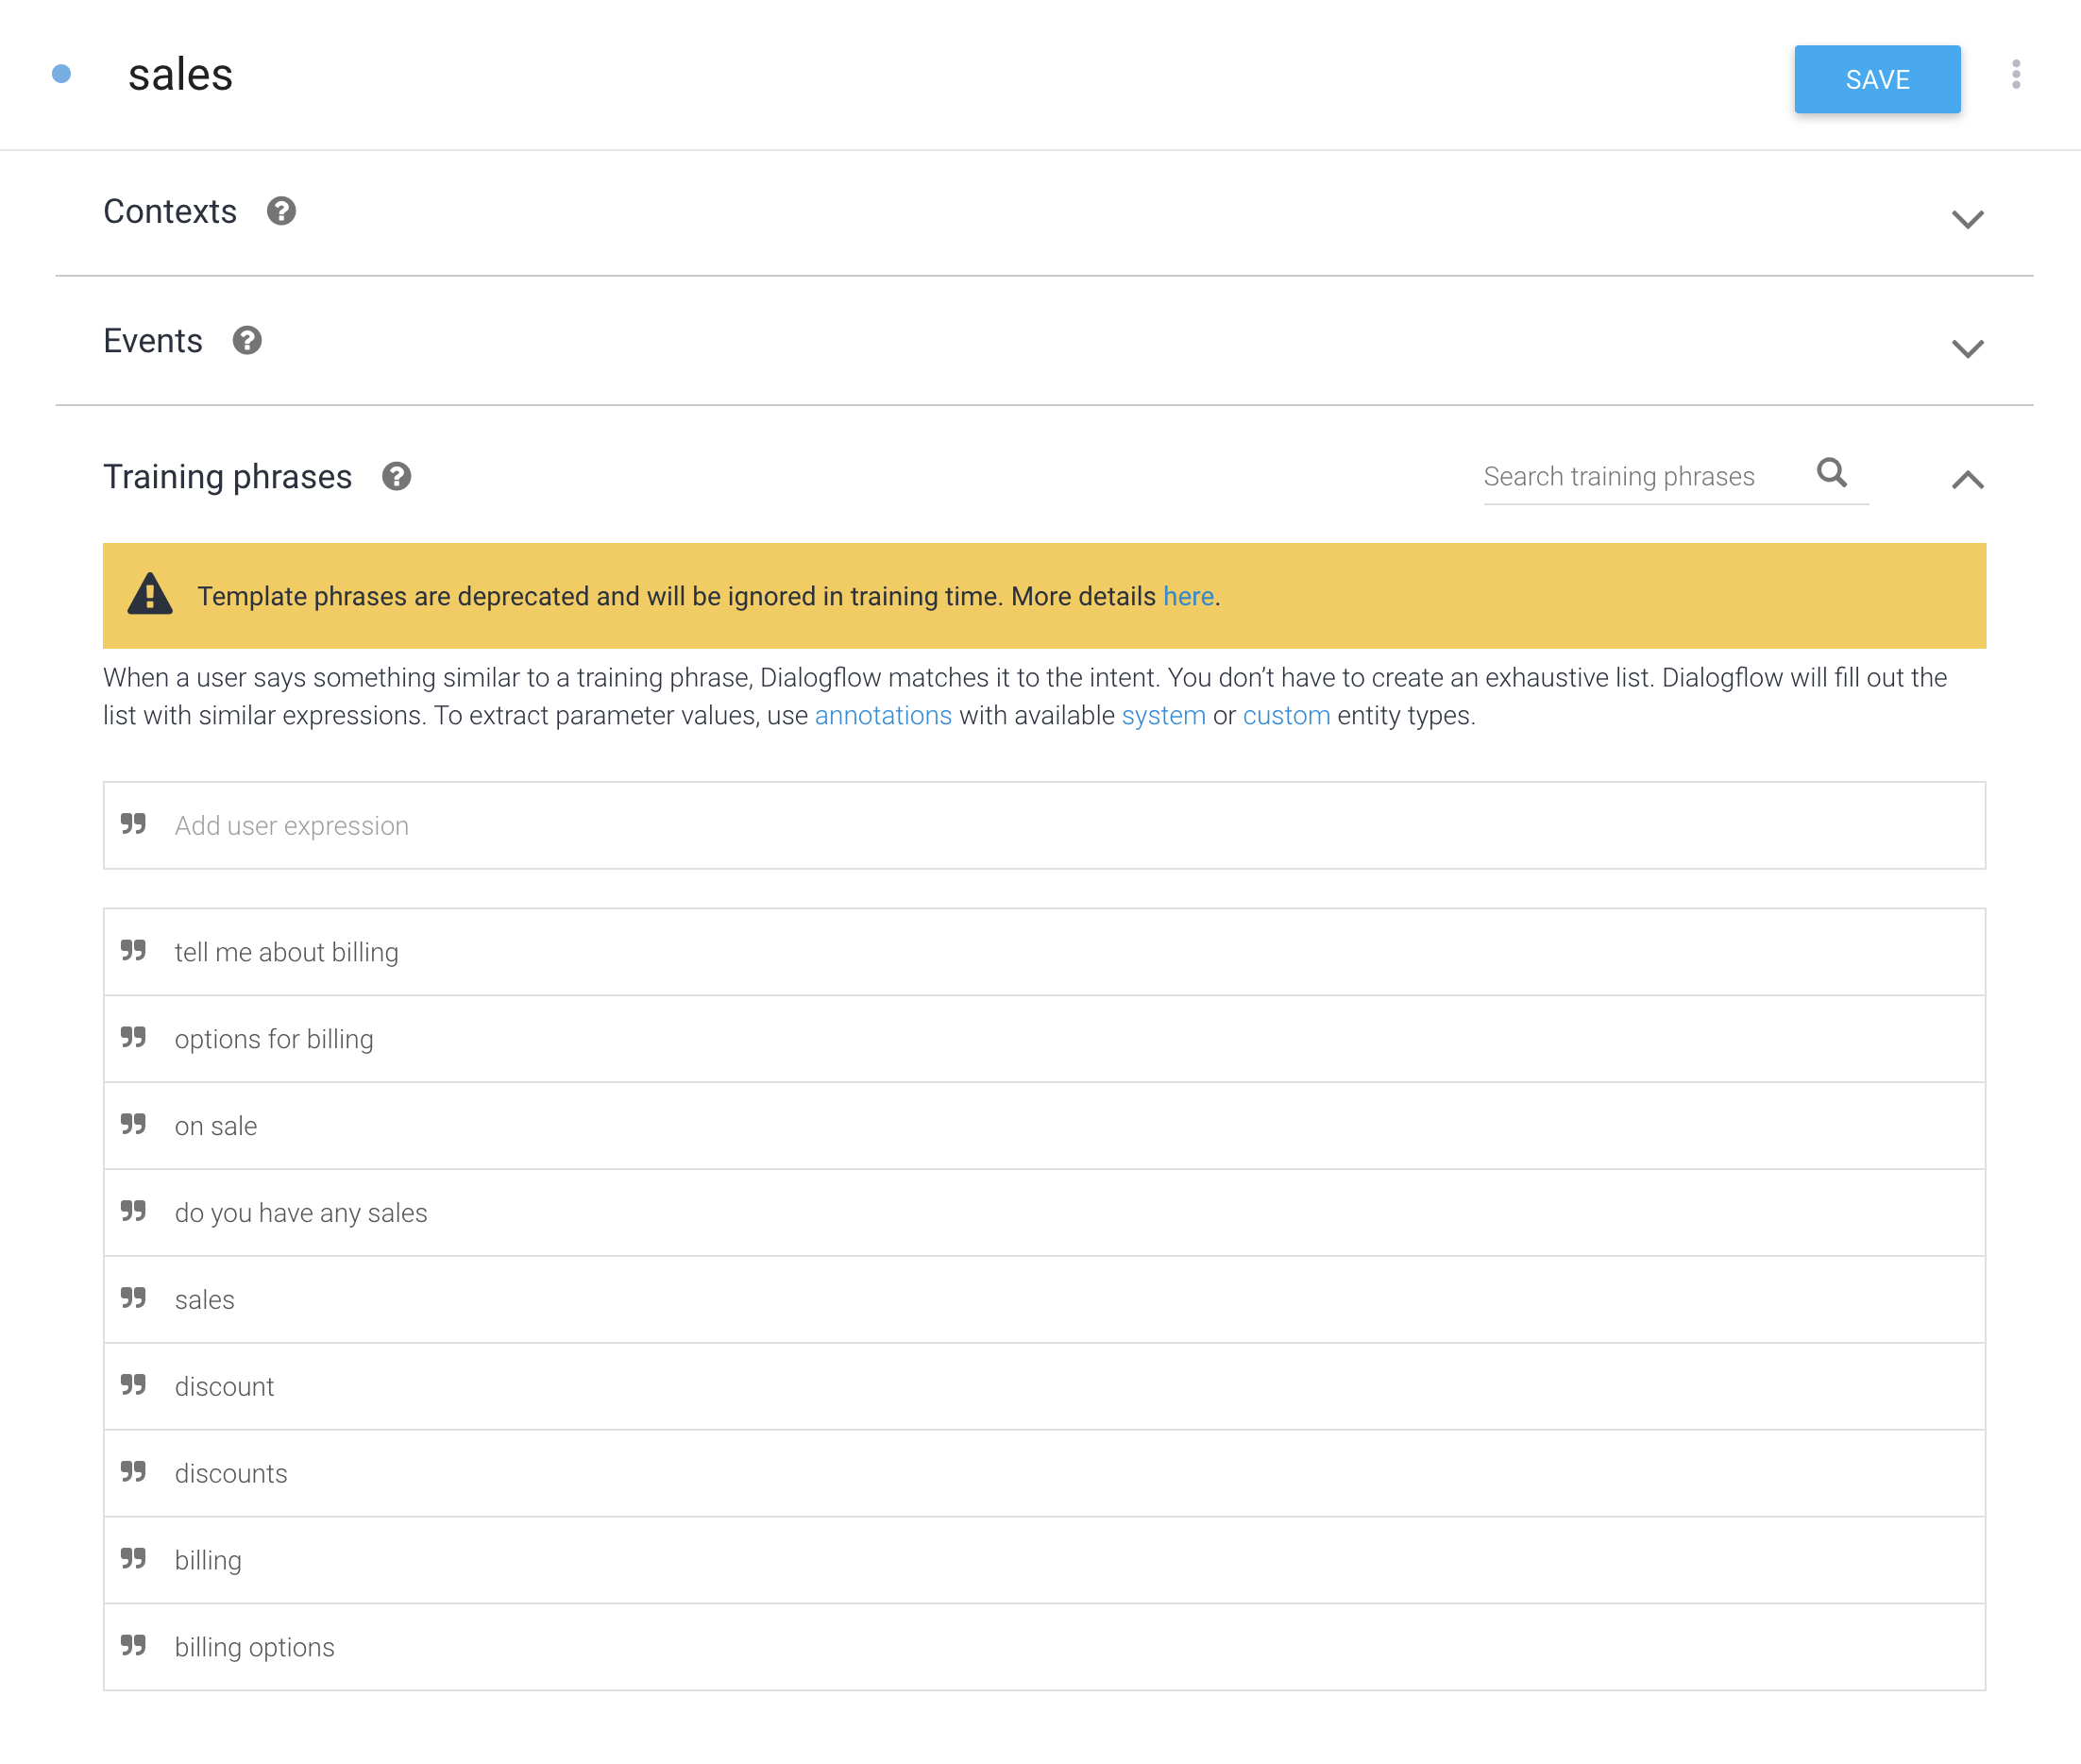 sales
SAVE
Contexts
Events
Training phrases
Search training phrases
Template phrases are deprecated and will be ignored in training time. More details here.
When a user says something similar to a training phrase, Dialogflow matches it to the intent. You don’t have to create an exhaustive list. Dialogflow will fill out the
list with similar expressions. To extract parameter values, use annotations with available system or custom entity types.
Add user expression
tell me about billing
options for billing
on sale
do you have any sales
sales
discount
discounts
billing
billing options